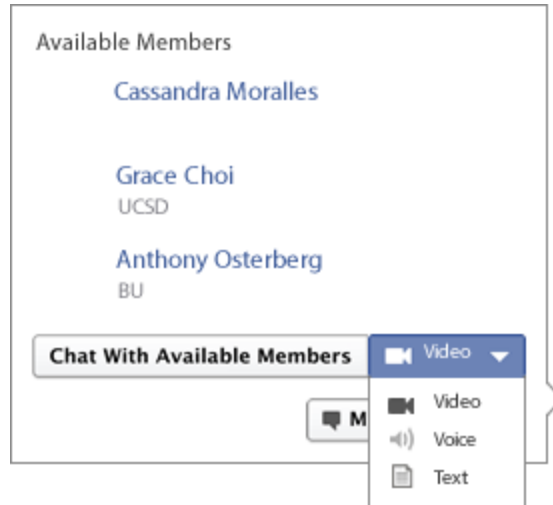 Available Members
Cassandra Moralles
Grace Choi
UCSD
Anthony Osterberg
BU
Chat With Available Members Video
Video
M
Voice
Text